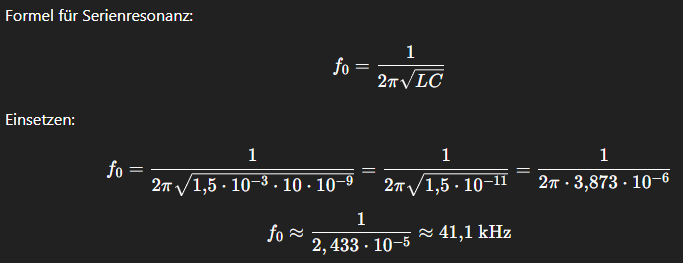 Formel für Serienresonanz:
f₀ = 1 / (2π√(LC))
Einsetzen:
f₀ = 1 / (2π√(1,5 · 10⁻³ · 10 · 10⁻⁹)) = 1 / (2π√(1,5 · 10⁻¹¹)) = 1 / (2π · 3,873 · 10⁻⁶)
f₀ ≈ 1 / (2,433 · 10⁻⁵) ≈ 41,1 kHz